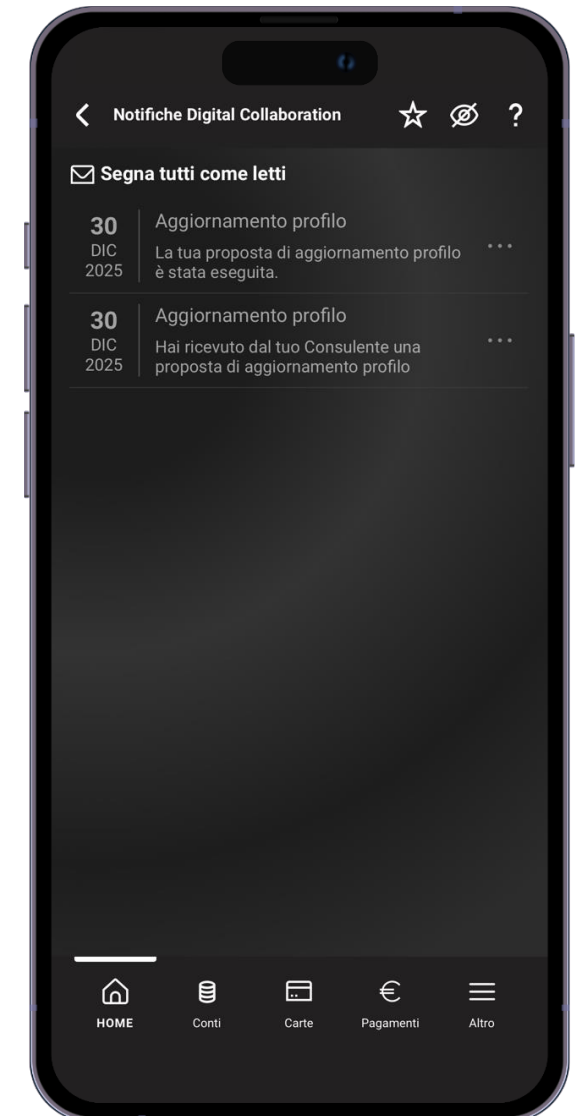 Notifiche Digital Collaboration
?
Segna tutti come letti
30
DIC
2025
Aggiornamento profilo
La tua proposta di aggiornamento profilo
è stata eseguita.
30
DIC
2025
Aggiornamento profilo
Hai ricevuto dal tuo Consulente una
proposta di aggiornamento profilo
HOME
Conti
Carte
€
Pagamenti
Altro